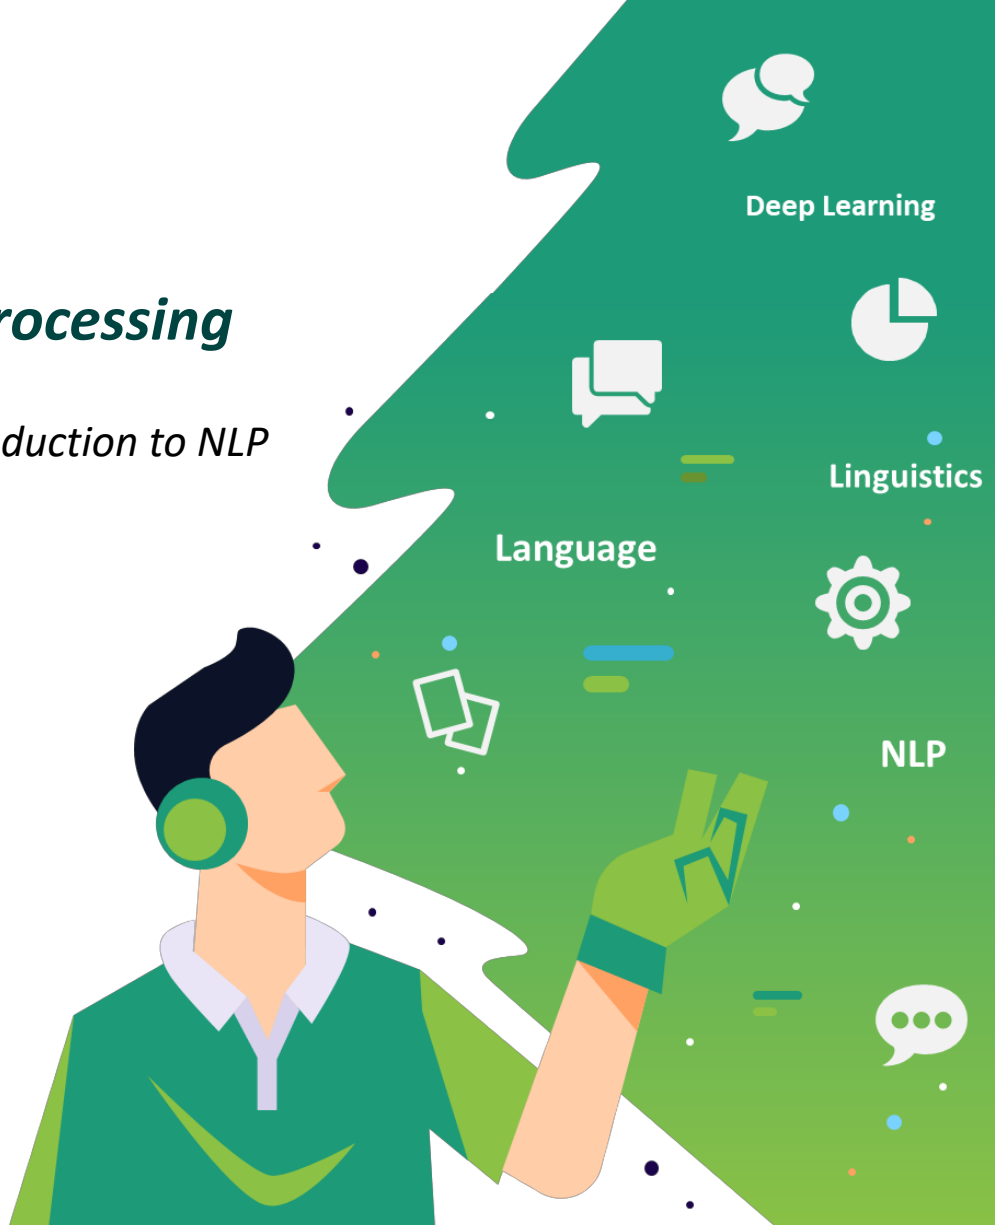 Deep Learning
rocessing
duction to NLP
Linguistics
Language
NLP